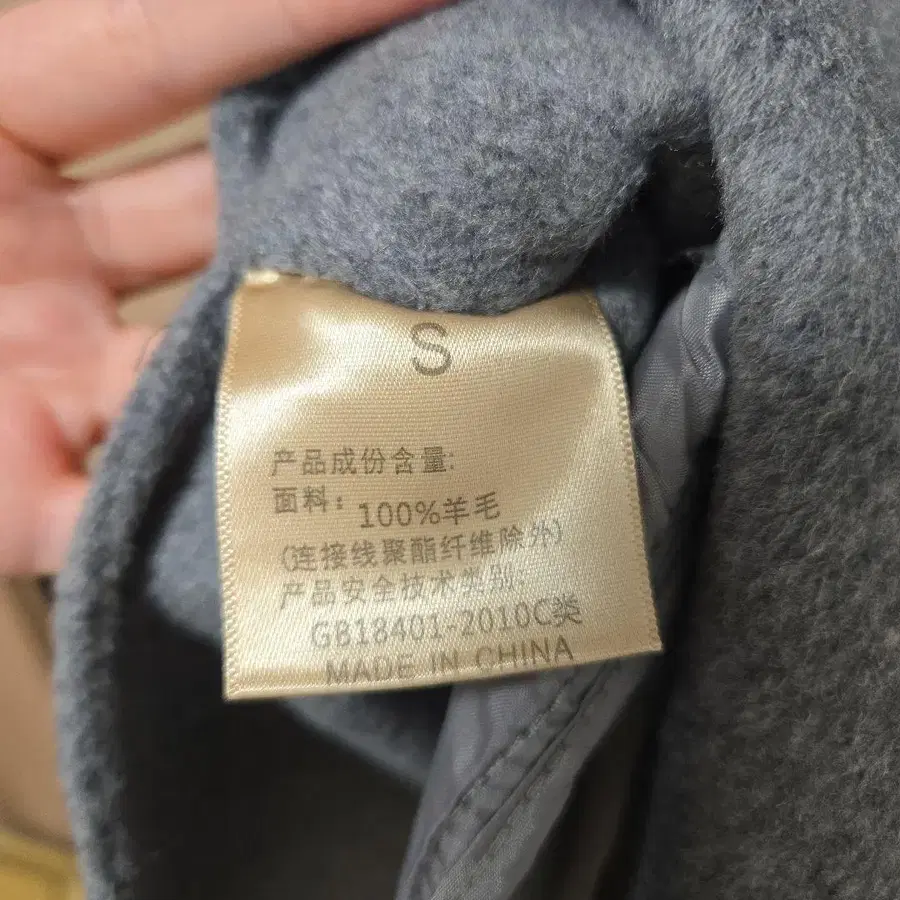 S
产品成份含量:
面料: 100%羊毛
(连接线聚酯纤维除外)
产品安全技术类别:
GB18401-2010C类
MADE IN CHINA